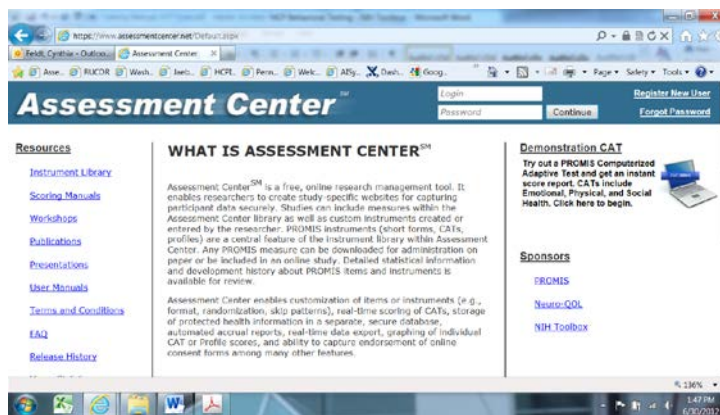 https://www.assessmentcenter.net/Default.aspx
Feldt, Cynthia - Outloo...
Assessment Center
Page Safety Tools
Assessment Center℠
Login
Password
Continue
Register New User
Forgot Password
Resources
Instrument Library
Scoring Manuals
Workshops
Publications
Presentations
User Manuals
Terms and Conditions
FAQ
Release History
WHAT IS ASSESSMENT CENTER℠
Assessment Center℠ is a free, online research management tool. It
enables researchers to create study-specific websites for capturing
participant data securely. Studies can include measures within the
Assessment Center library as well as custom instruments created or
entered by the researcher. PROMIS instruments (short forms, CATs,
profiles) are a central feature of the instrument library within Assessment
Center. Any PROMIS measure can be downloaded for administration on
paper or be included in an online study. Detailed statistical information
and development history about PROMIS items and instruments is
available for review.
Assessment Center enables customization of items or instruments (e.g.,
format, randomization, skip patterns), real-time scoring of CATs, storage
of protected health information in a separate, secure database,
automated accrual reports, real-time data export, graphing of individual
CAT or Profile scores, and ability to capture endorsement of online
consent forms among many other features.
Demonstration CAT
Try out a PROMIS Computerized
Adaptive Test and get an instant
score report. CATs include
Emotional, Physical, and Social
Health. Click here to begin.
Sponsors
PROMIS
Neuro-QOL
NIH Toolbox
136%
1:47 PM
6/30/2012